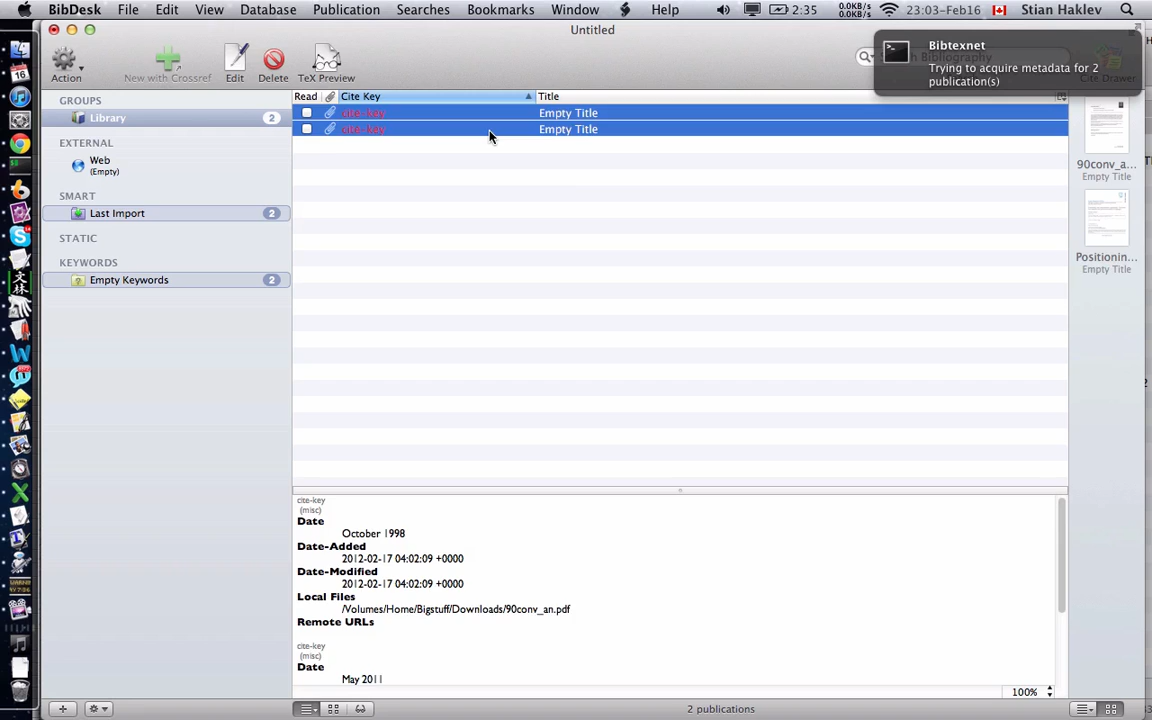 BibDesk File Edit View Database Publication Searches Bookmarks Window Help 2:35 0.0KB/s 0.0KB/s 23:03-Feb16 Stian Haklev
Untitled
Action New with Crossref Edit Delete TeX Preview
Bibtexnet
Trying to acquire metadata for 2
publication(s)
GROUPS
Library 2
EXTERNAL
Web
(Empty)
SMART
Last Import 2
STATIC
KEYWORDS
Empty Keywords 2
Read Cite Key Title
cite-key Empty Title
cite-key Empty Title
90conv_a...
Empty Title
Positionin...
Empty Title
cite-key
(misc)
Date
October 1998
Date-Added
2012-02-17 04:02:09 +0000
Date-Modified
2012-02-17 04:02:09 +0000
Local Files
/Volumes/Home/Bigstuff/Downloads/90conv_an.pdf
Remote URLs
cite-key
(misc)
Date
May 2011
100%
2 publications